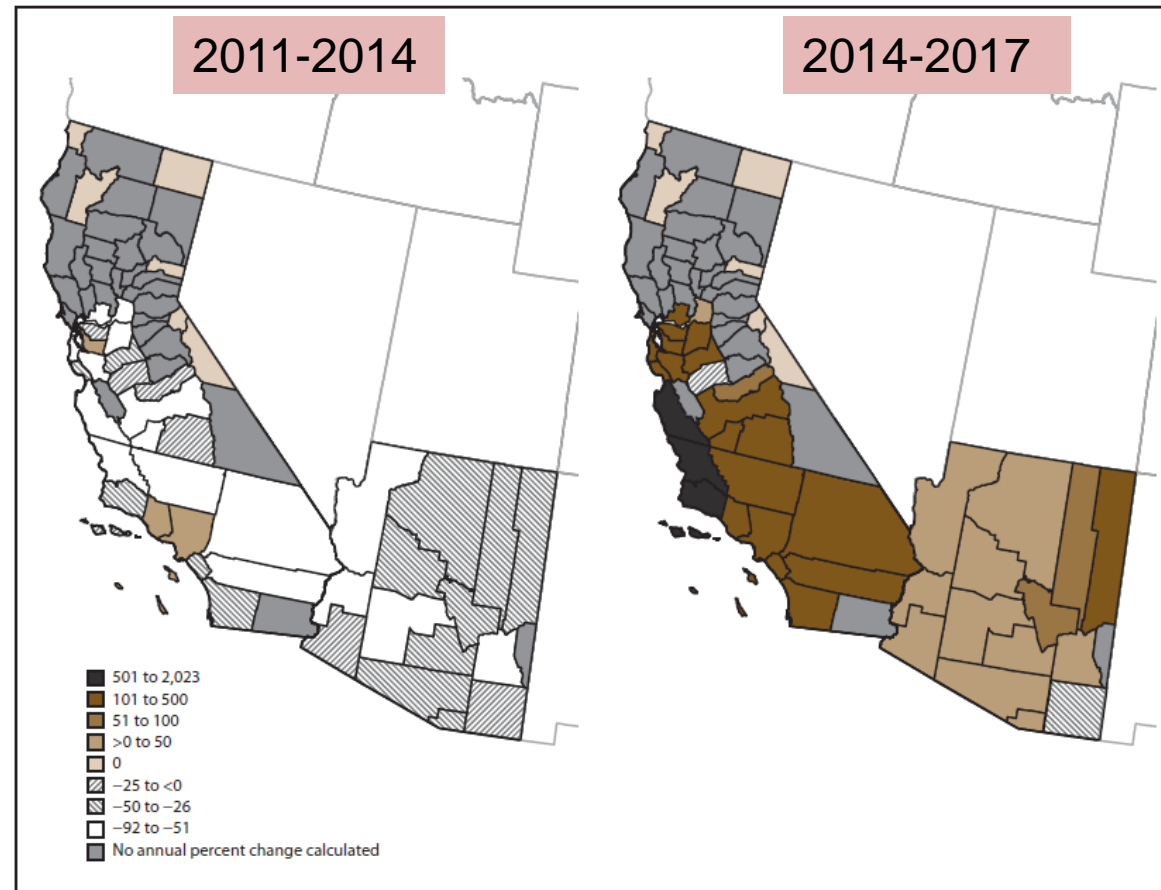 2011-2014
2014-2017
501 to 2,023
101 to 500
51 to 100
>0 to 50
0
−25 to <0
−50 to −26
−92 to −51
No annual percent change calculated